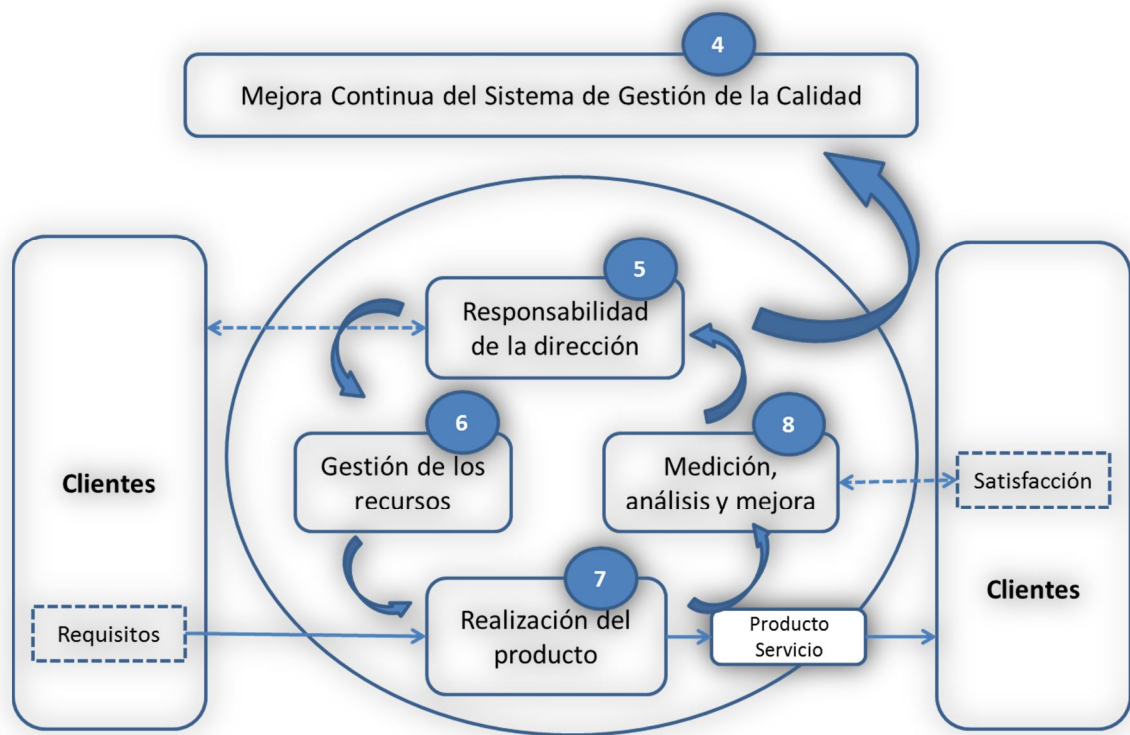 4
Mejora Continua del Sistema de Gestión de la Calidad
5
Responsabilidad
de la dirección
6
Gestión de los
recursos
8
Medición,
análisis y mejora
Clientes
Satisfacción
Clientes
7
Realización del
producto
Requisitos
Producto
Servicio